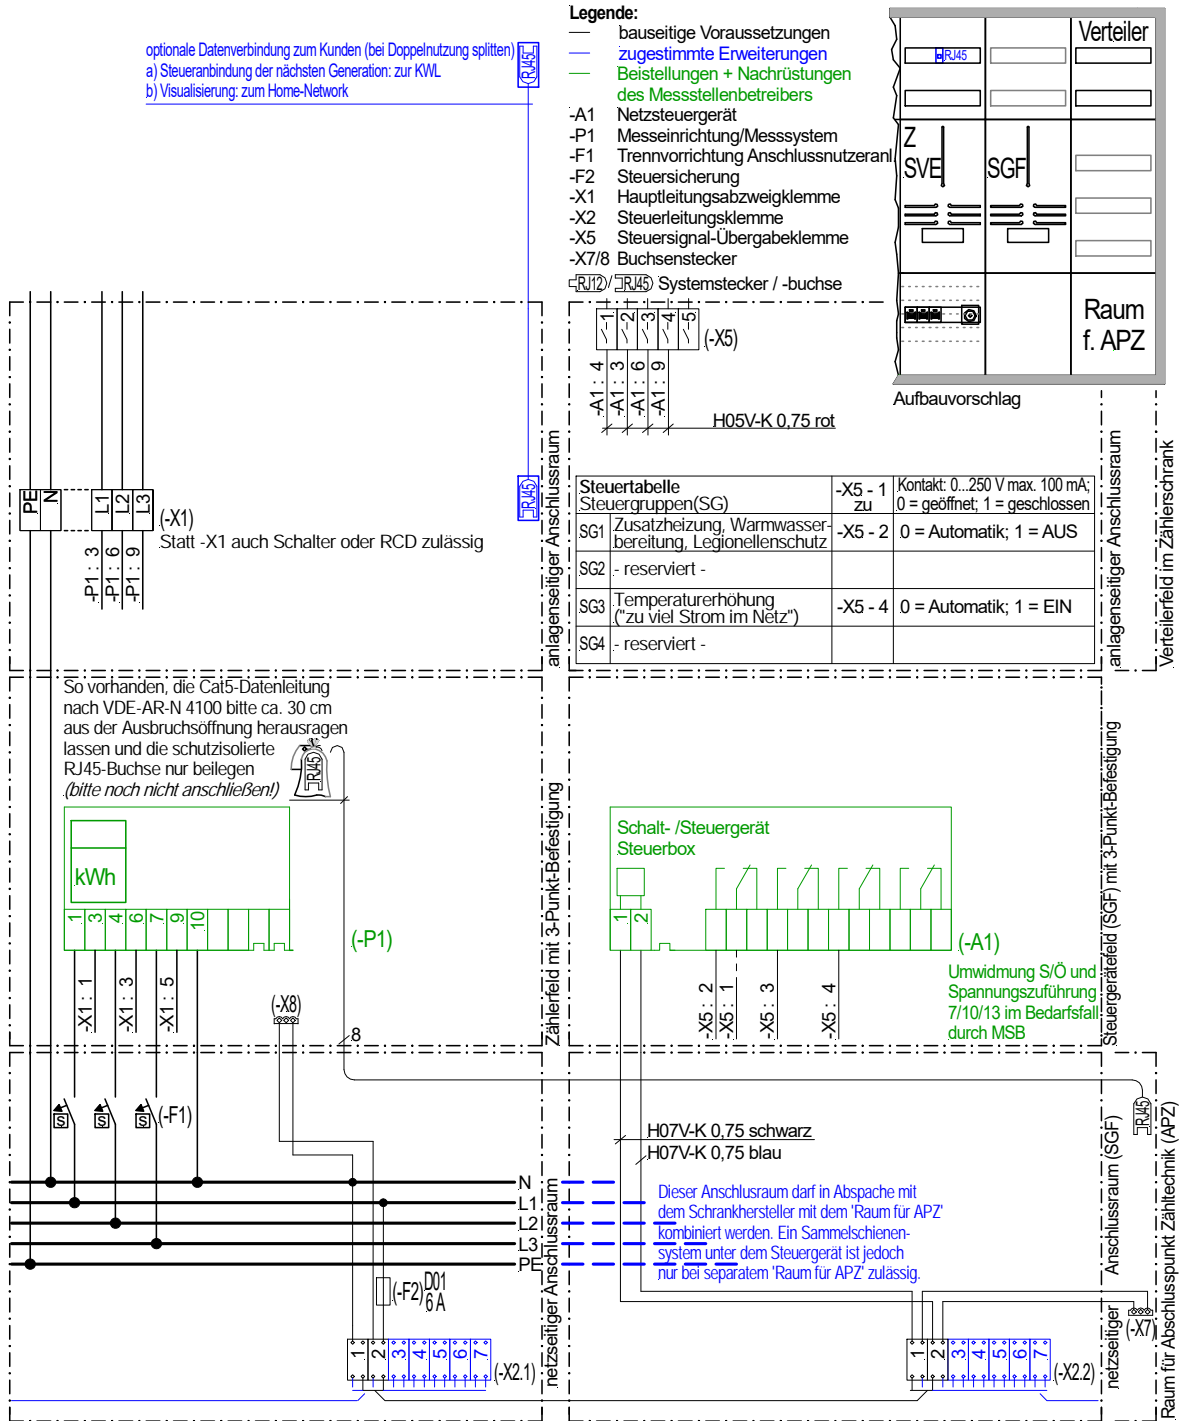 Legende:
bauseitige Voraussetzungen
zugestimmte Erweiterungen
Beistellungen + Nachrüstungen
des Messstellenbetreibers
-A1 Netzsteuergerät
-P1 Messeinrichtung/Messsystem
-F1 Trennvorrichtung Anschlussnutzeranl.
-F2 Steuersicherung
-X1 Hauptleitungsabzweigklemme
-X2 Steuerleitungsklemme
-X5 Steuersignal-Übergabeklemme
-X7/8 Buchsenstecker
RJ12 / RJ45 Systemstecker / -buchse
optionale Datenverbindung zum Kunden (bei Doppelnutzung splitten)
a) Steueranbindung der nächsten Generation: zur KWL
b) Visualisierung: zum Home-Network
RJ45
Verteiler
RJ45
Z
SVE
SGF
Raum
f. APZ
Aufbauvorschlag
1 2 3 4 5
(-X5)
-A1: 4
-A1: 3
-A1: 6
-A1: 9
H05V-K 0,75 rot
RJ45
PE N L1 L2 L3
(-X1)
Statt -X1 auch Schalter oder RCD zulässig
-P1: 3
-P1: 6
-P1: 9
anlagenseitiger Anschlussraum
Steuertabelle
Steuergruppen(SG)
-X5 - 1
zu
Kontakt: 0...250 V max. 100 mA;
0 = geöffnet; 1 = geschlossen
SG1 Zusatzheizung, Warmwasser-
bereitung, Legionellenschutz
-X5 - 2 0 = Automatik; 1 = AUS
SG2 - reserviert -
SG3 Temperaturerhöhung
("zu viel Strom im Netz")
-X5 - 4 0 = Automatik; 1 = EIN
SG4 - reserviert -
anlagenseitiger Anschlussraum
Verteilerfeld im Zählerschrank
So vorhanden, die Cat5-Datenleitung
nach VDE-AR-N 4100 bitte ca. 30 cm
aus der Ausbruchsöffnung herausragen
lassen und die schutzisolierte
RJ45-Buchse nur beilegen
(bitte noch nicht anschließen!)
RJ45
kWh
1 3 4 6 7 9 10
(-P1)
-X1: 1
-X1: 3
-X1: 5
(-X8)
8
Zählerfeld mit 3-Punkt-Befestigung
Schalt- /Steuergerät
Steuerbox
1 2
(-A1)
Umwidmung S/Ö und
Spannungszuführung
7/10/13 im Bedarfsfall
durch MSB
-X5: 2
-X5: 1
-X5: 3
-X5: 4
Steuergerätefeld (SGF) mit 3-Punkt-Befestigung
S S S (-F1)
N
L1
L2
L3
PE
(-F2) D01
6 A
1 2 3 4 5 6 7
(-X2.1)
netzseitiger Anschlussraum
H07V-K 0,75 schwarz
H07V-K 0,75 blau
Dieser Anschlusraum darf in Abspache mit
dem Schrankhersteller mit dem 'Raum für APZ'
kombiniert werden. Ein Sammelschienen-
system unter dem Steuergerät ist jedoch
nur bei separatem 'Raum für APZ' zulässig.
RJ45
(-X7)
1 2 3 4 5 6 7
(-X2.2)
netzseitiger Anschlussraum (SGF)
Raum für Abschlusspunkt Zähltechnik (APZ)